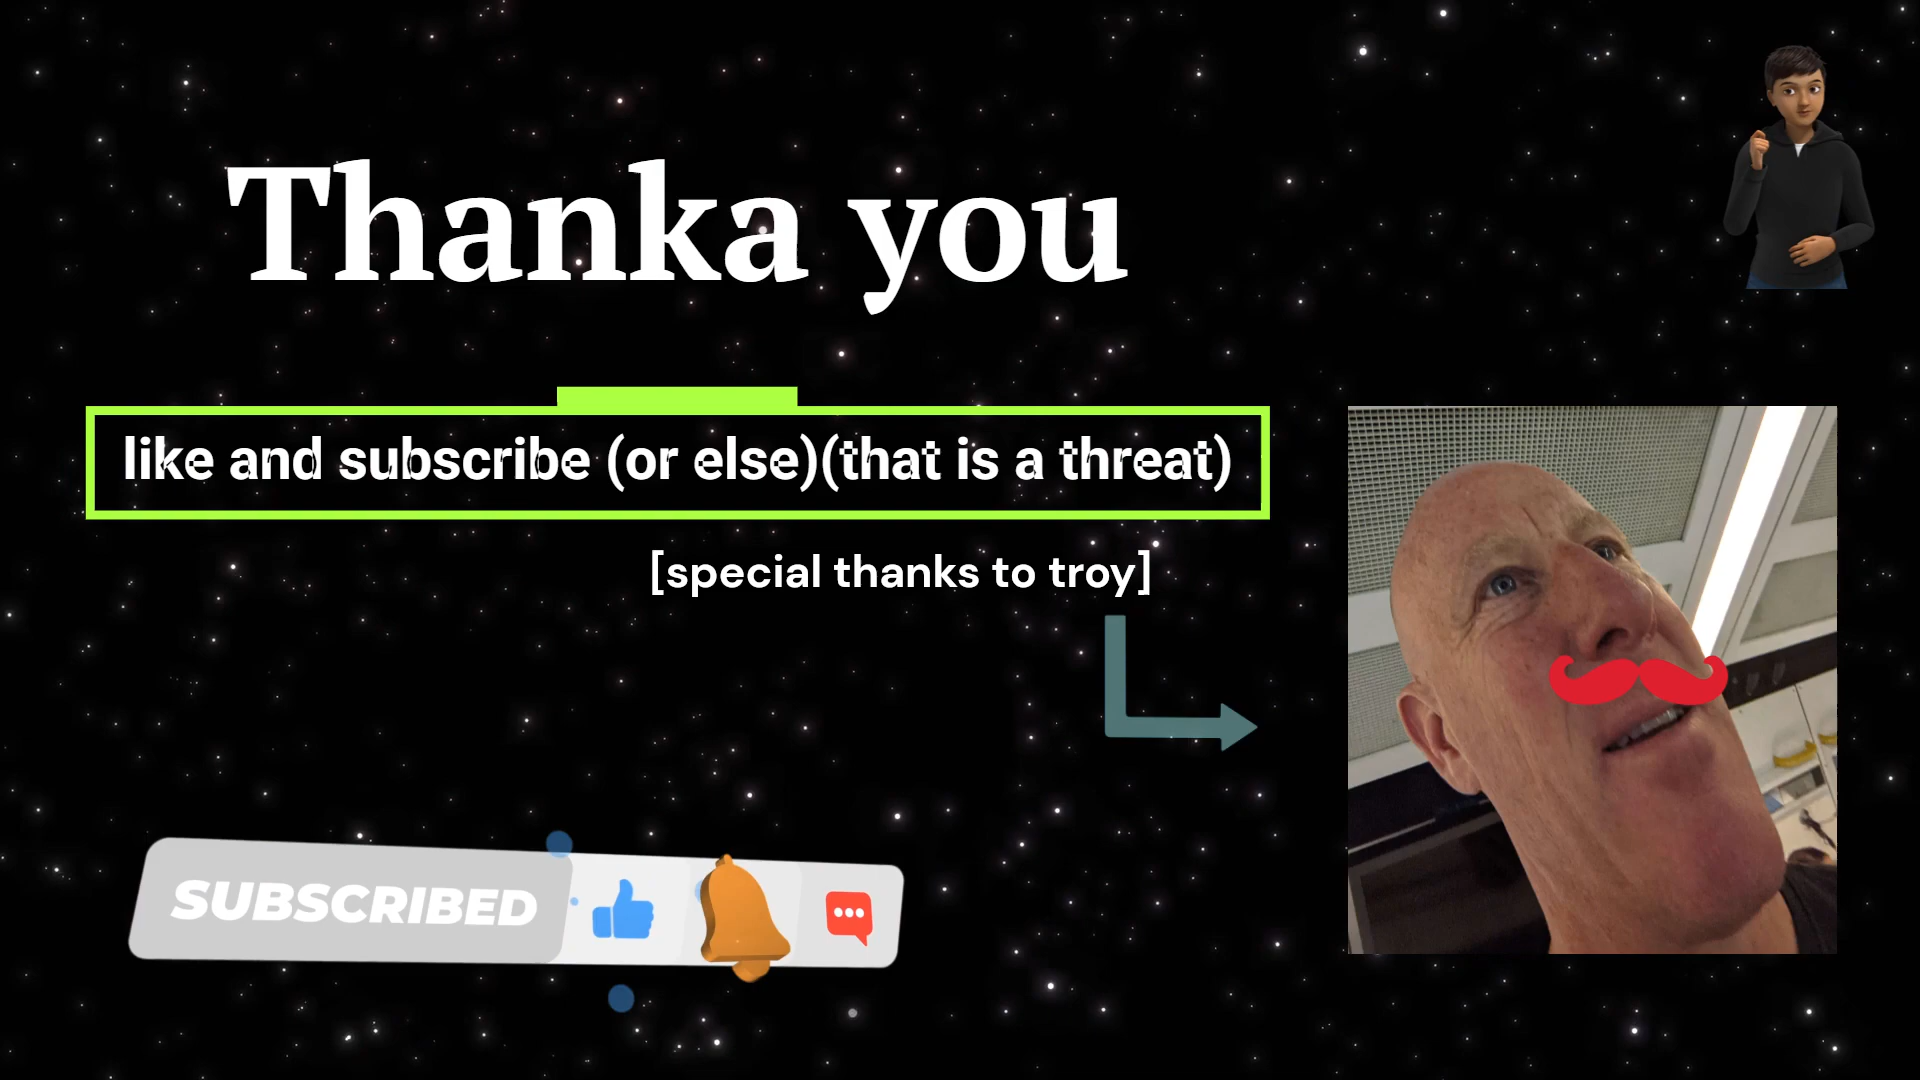 Thanka you
like and subscribe (or else)(that is a threat)
[special thanks to troy]
SUBSCRIBED